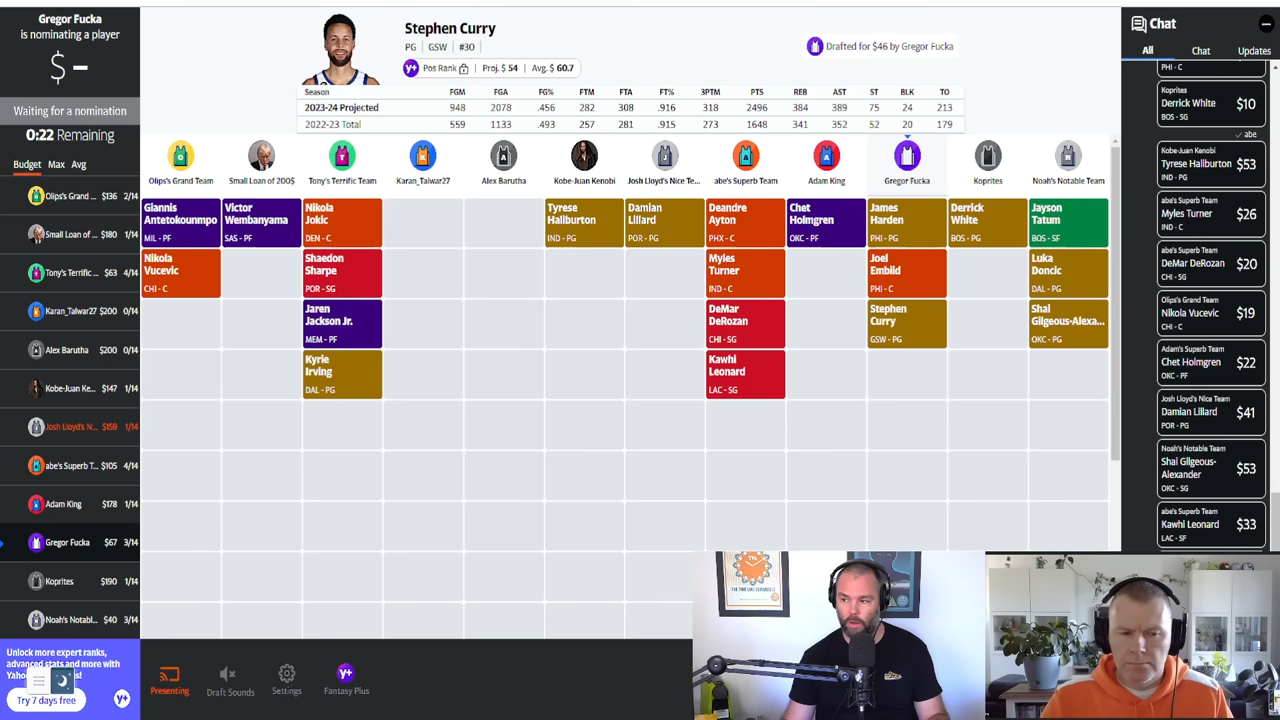 Gregor Fucka
is nominating a player
$ –
Waiting for a nomination
0:22 Remaining
Budget Max Avg
Olips's Grand ... $136 2/14
Small Loan of ... $180 1/14
Tony's Terrific ... $63 4/14
Karan_Talwar27 $200 0/14
Alex Barutha $200 0/14
Kobe-Juan Ke... $147 1/14
Josh Lloyd's N... $159 1/14
abe's Superb T... $105 4/14
Adam King $178 1/14
Gregor Fucka $67 3/14
Koprites $190 1/14
Noah's Notabl... $40 3/14
Unlock more expert ranks,
advanced stats and more with
Try 7 days free
y+
Stephen Curry
PG | GSW | #30 |
y+ Pos Rank | Proj. $ 54 | Avg. $ 60.7
Drafted for $46 by Gregor Fucka
Season FGM FGA FG% FTM FTA FT% 3PTM PTS REB AST ST BLK TO
2023-24 Projected 948 2078 .456 282 308 .916 318 2496 384 389 75 24 213
2022-23 Total 559 1133 .493 257 281 .915 273 1648 341 352 52 20 179
Olips's Grand Team Small Loan of 200$ Tony's Terrific Team Karan_Talwar27 Alex Barutha Kobe-Juan Kenobi Josh Lloyd's Nice Te... abe's Superb Team Adam King Gregor Fucka Koprites Noah's Notable Team
Giannis Victor Nikola Tyrese Damian Deandre Chet James Derrick Jayson
Antetokounmpo Wembanyama Jokic Haliburton Lillard Ayton Holmgren Harden White Tatum
MIL - PF SAS - PF DEN - C IND - PG POR - PG PHX - C OKC - PF PHI - PG BOS - PG BOS - SF
Nikola Shaedon Myles Joel Luka
Vucevic Sharpe Turner Embiid Doncic
CHI - C POR - SG IND - C PHI - C DAL - PG
Jaren DeMar Stephen Shai
Jackson Jr. DeRozan Curry Gilgeous-Alexa...
MEM - PF CHI - SG GSW - PG OKC - PG
Kyrie Kawhi
Irving Leonard
DAL - PG LAC - SG
Presenting Draft Sounds Settings Fantasy Plus
Chat
All Chat Updates
PHI - C
Koprites
Derrick White $10
BOS - SG
abe
Kobe-Juan Kenobi
Tyrese Haliburton $53
IND - PG
abe's Superb Team
Myles Turner $26
IND - C
abe's Superb Team
DeMar DeRozan $20
CHI - SG
Olips's Grand Team
Nikola Vucevic $19
CHI - C
Adam's Superb Team
Chet Holmgren $22
OKC - PF
Josh Lloyd's Nice Team
Damian Lillard $41
POR - PG
Noah's Notable Team
Shai Gilgeous-
Alexander $53
OKC - SG
abe's Superb Team
Kawhi Leonard $33
LAC - SF